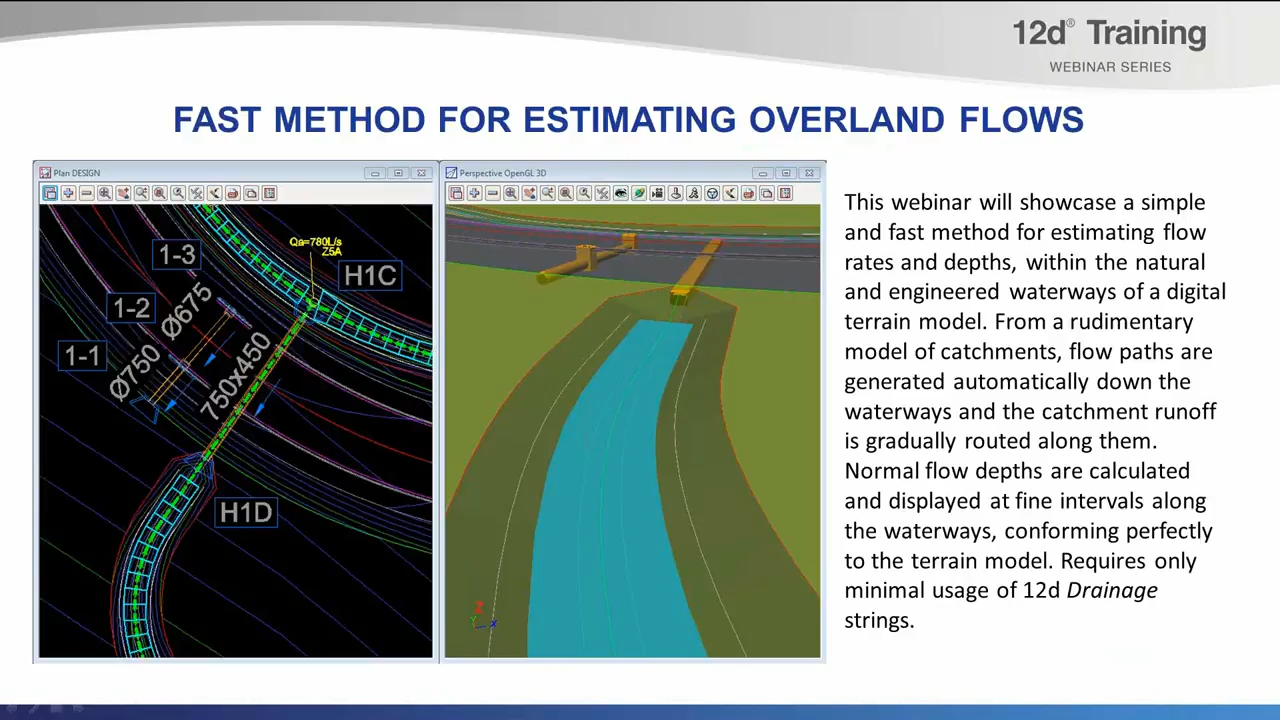 12d® Training
WEBINAR SERIES
FAST METHOD FOR ESTIMATING OVERLAND FLOWS
Plan DESIGN
Perspective OpenGL 3D
Qa=780L/s
Z5A
1-3
H1C
1-2
Ø675
1-1
Ø750
750x450
H1D
Z
Y
X
This webinar will showcase a simple
and fast method for estimating flow
rates and depths, within the natural
and engineered waterways of a digital
terrain model. From a rudimentary
model of catchments, flow paths are
generated automatically down the
waterways and the catchment runoff
is gradually routed along them.
Normal flow depths are calculated
and displayed at fine intervals along
the waterways, conforming perfectly
to the terrain model. Requires only
minimal usage of 12d Drainage
strings.